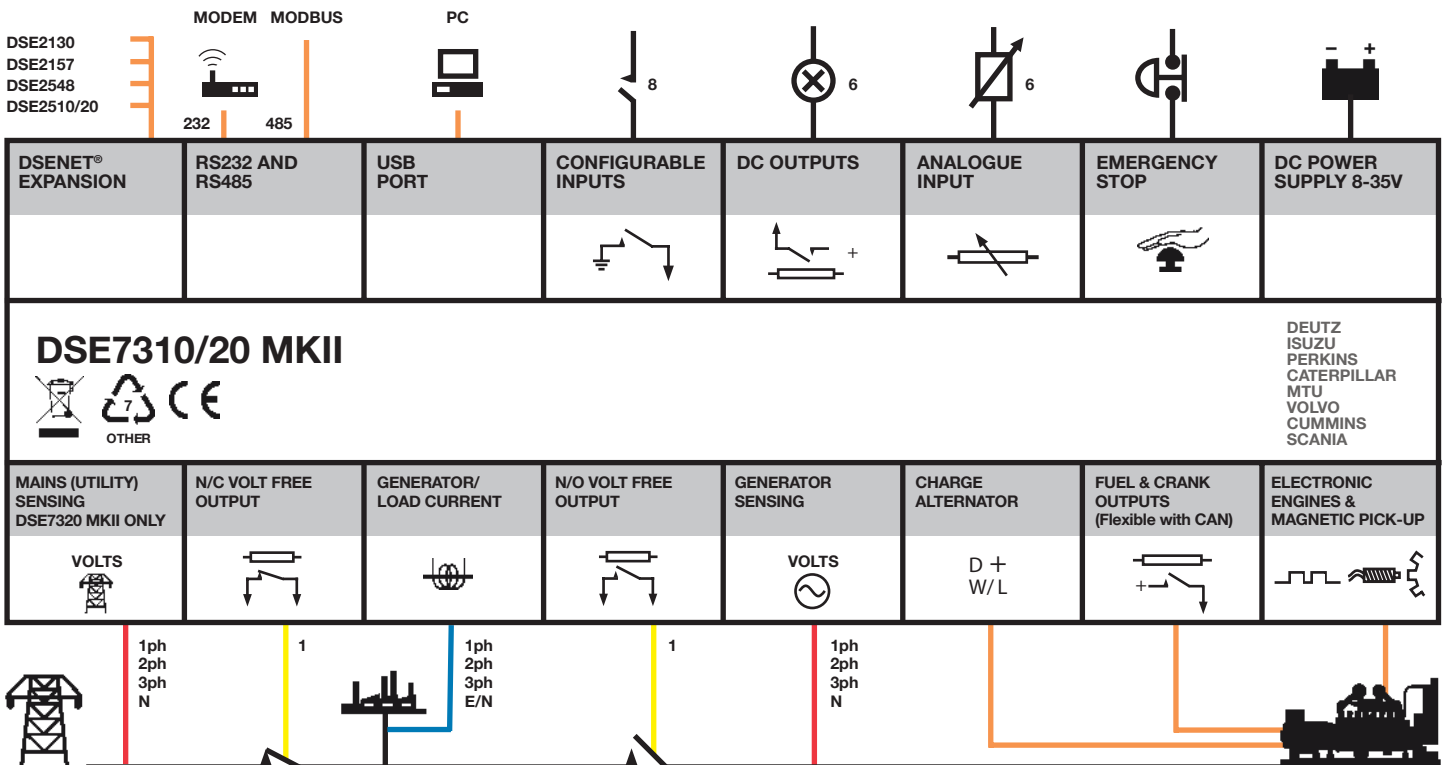 MODEM MODBUS PC
DSE2130
DSE2157
DSE2548
DSE2510/20
232 485
8
6
6
– +
DSENET®
EXPANSION
RS232 AND
RS485
USB
PORT
CONFIGURABLE
INPUTS
DC OUTPUTS
ANALOGUE
INPUT
EMERGENCY
STOP
DC POWER
SUPPLY 8-35V
+
DSE7310/20 MKII
7
OTHER
CE
DEUTZ
ISUZU
PERKINS
CATERPILLAR
MTU
VOLVO
CUMMINS
SCANIA
MAINS (UTILITY)
SENSING
DSE7320 MKII ONLY
VOLTS
N/C VOLT FREE
OUTPUT
GENERATOR/
LOAD CURRENT
N/O VOLT FREE
OUTPUT
GENERATOR
SENSING
VOLTS
CHARGE
ALTERNATOR
D +
W/L
FUEL & CRANK
OUTPUTS
(Flexible with CAN)
+
ELECTRONIC
ENGINES &
MAGNETIC PICK-UP
1ph
2ph
3ph
N
1
1ph
2ph
3ph
E/N
1
1ph
2ph
3ph
N